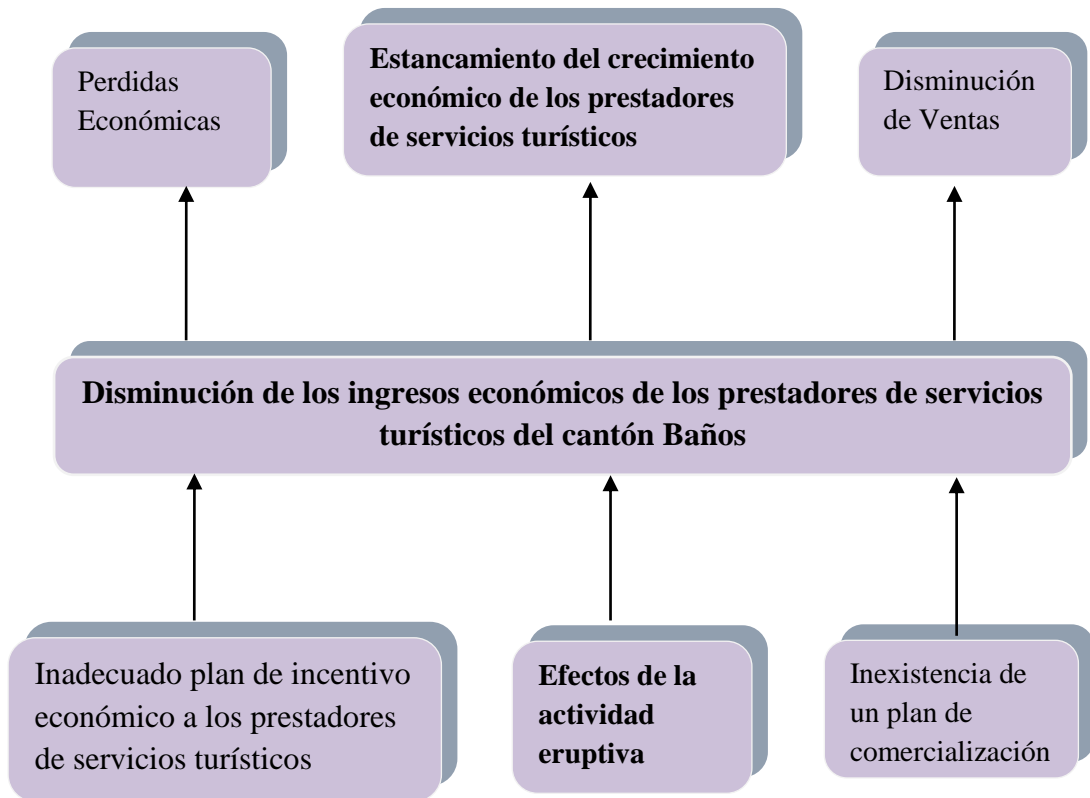 Perdidas
Económicas
Estancamiento del crecimiento
económico de los prestadores
de servicios turísticos
Disminución
de Ventas
Disminución de los ingresos económicos de los prestadores de servicios
turísticos del cantón Baños
Inadecuado plan de incentivo
económico a los prestadores
de servicios turísticos
Efectos de la
actividad
eruptiva
Inexistencia de
un plan de
comercialización